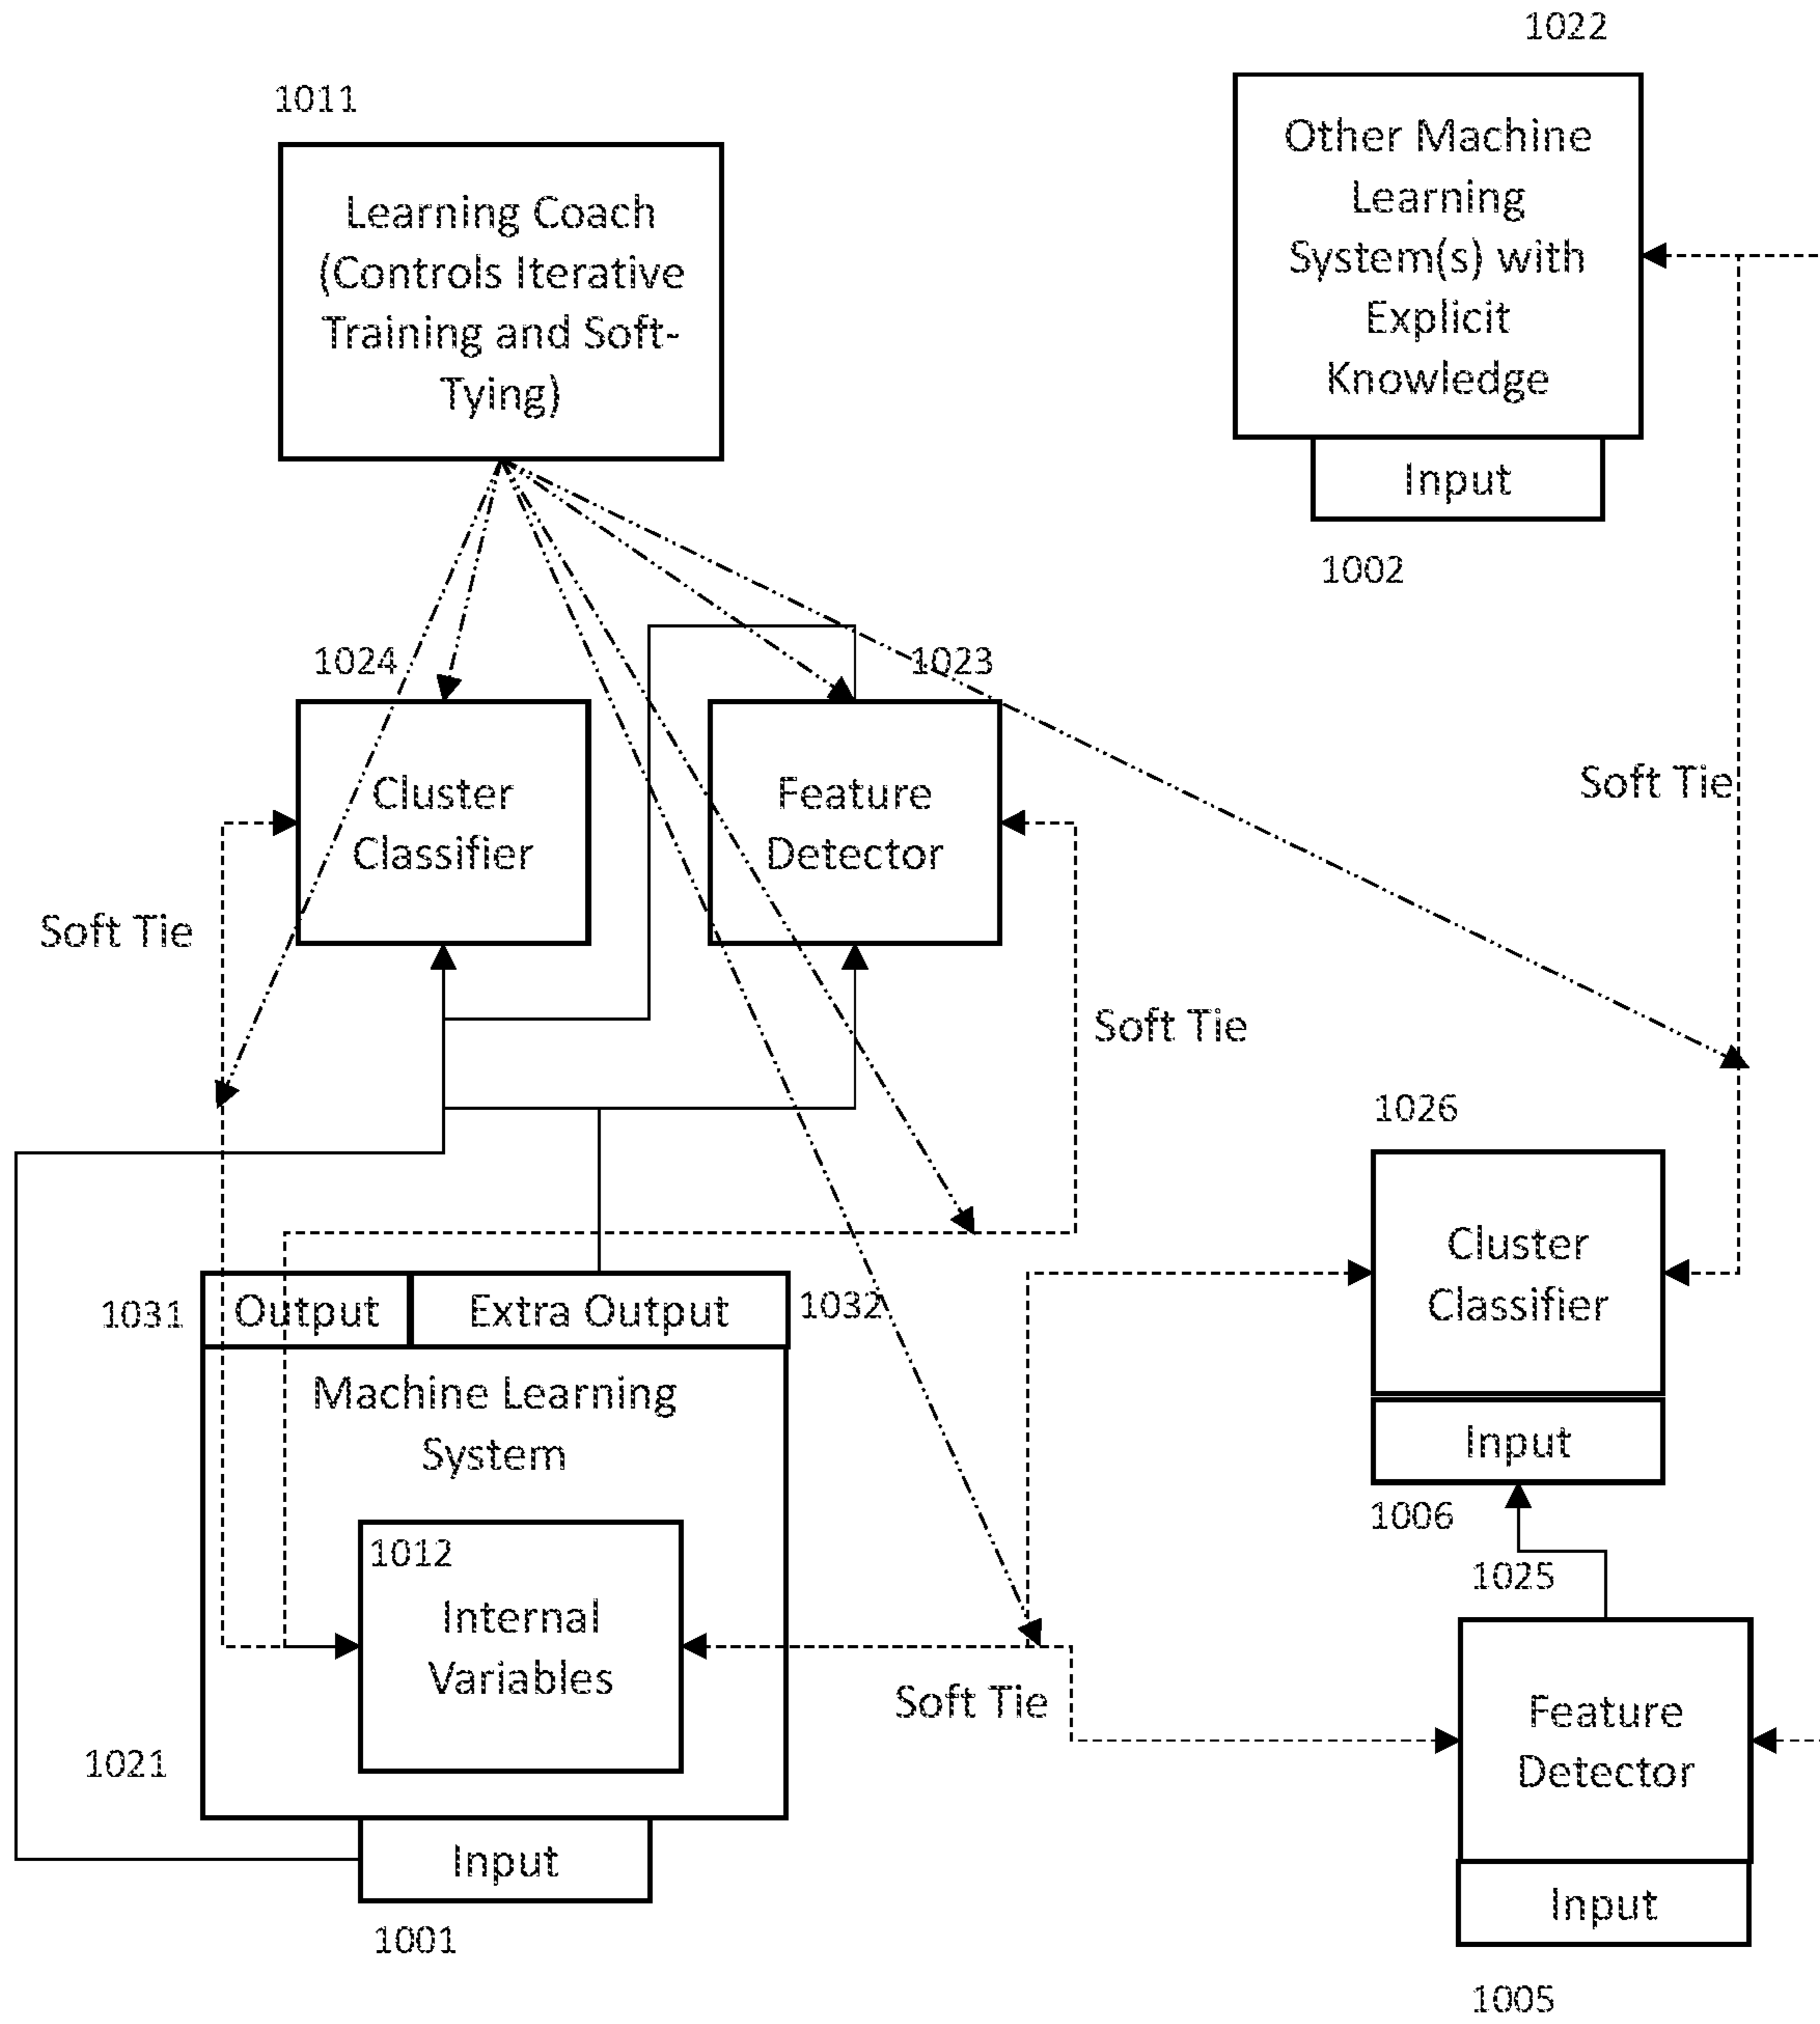 1022
1011
Other Machine
Learning
System(s) with
Explicit
Knowledge
Learning Coach
(Controls Iterative
Training and Soft-
Tying)
Input
1002
1024
1023
Cluster
Classifier
Feature
Detector
Soft Tie
Soft Tie
Soft Tie
1026
Cluster
Classifier
1031
Output
Extra Output
1032
Machine Learning
System
Input
1006
1012
Internal
Variables
1025
Soft Tie
Feature
Detector
1021
Input
Input
1001
1005